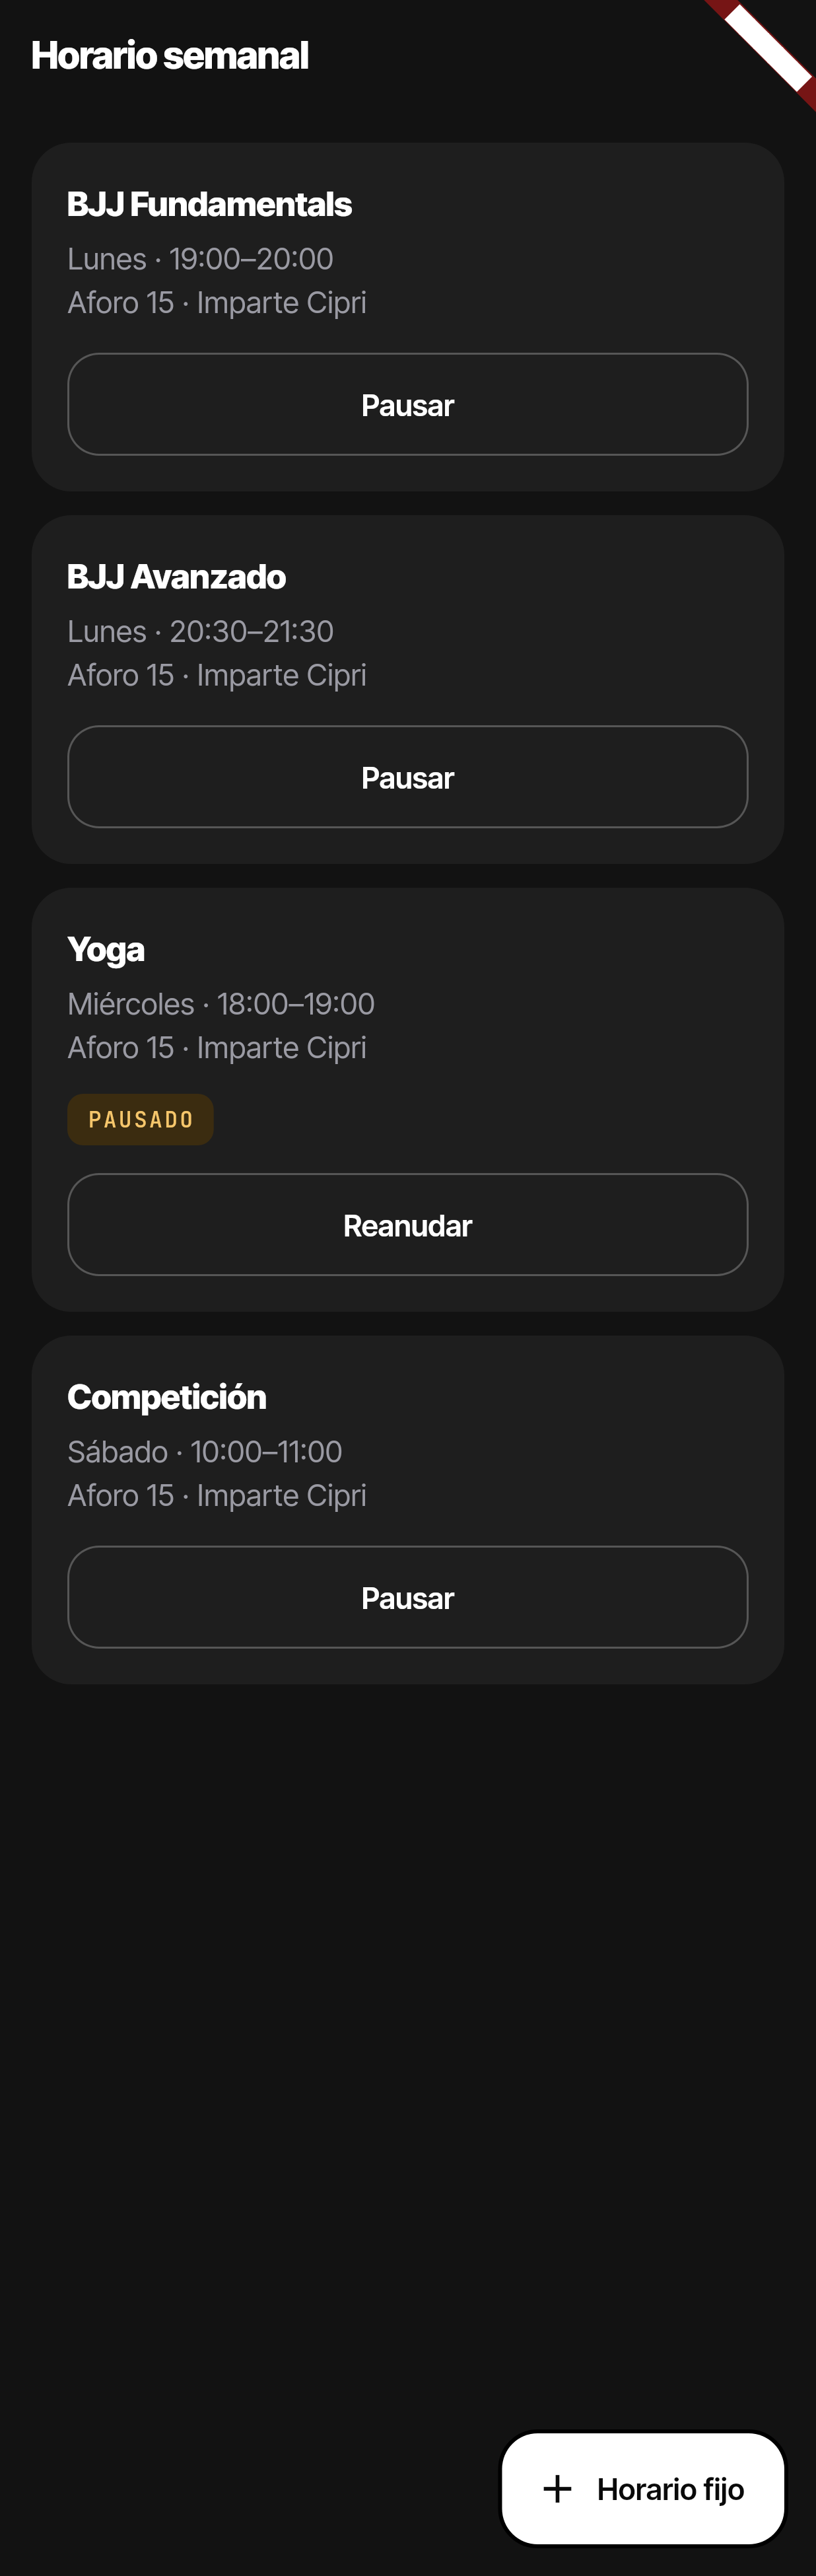 Horario semanal
BJJ Fundamentals
Lunes · 19:00–20:00
Aforo 15 · Imparte Cipri
Pausar
BJJ Avanzado
Lunes · 20:30–21:30
Aforo 15 · Imparte Cipri
Pausar
Yoga
Miércoles · 18:00–19:00
Aforo 15 · Imparte Cipri
PAUSADO
Reanudar
Competición
Sábado · 10:00–11:00
Aforo 15 · Imparte Cipri
Pausar
+ Horario fijo